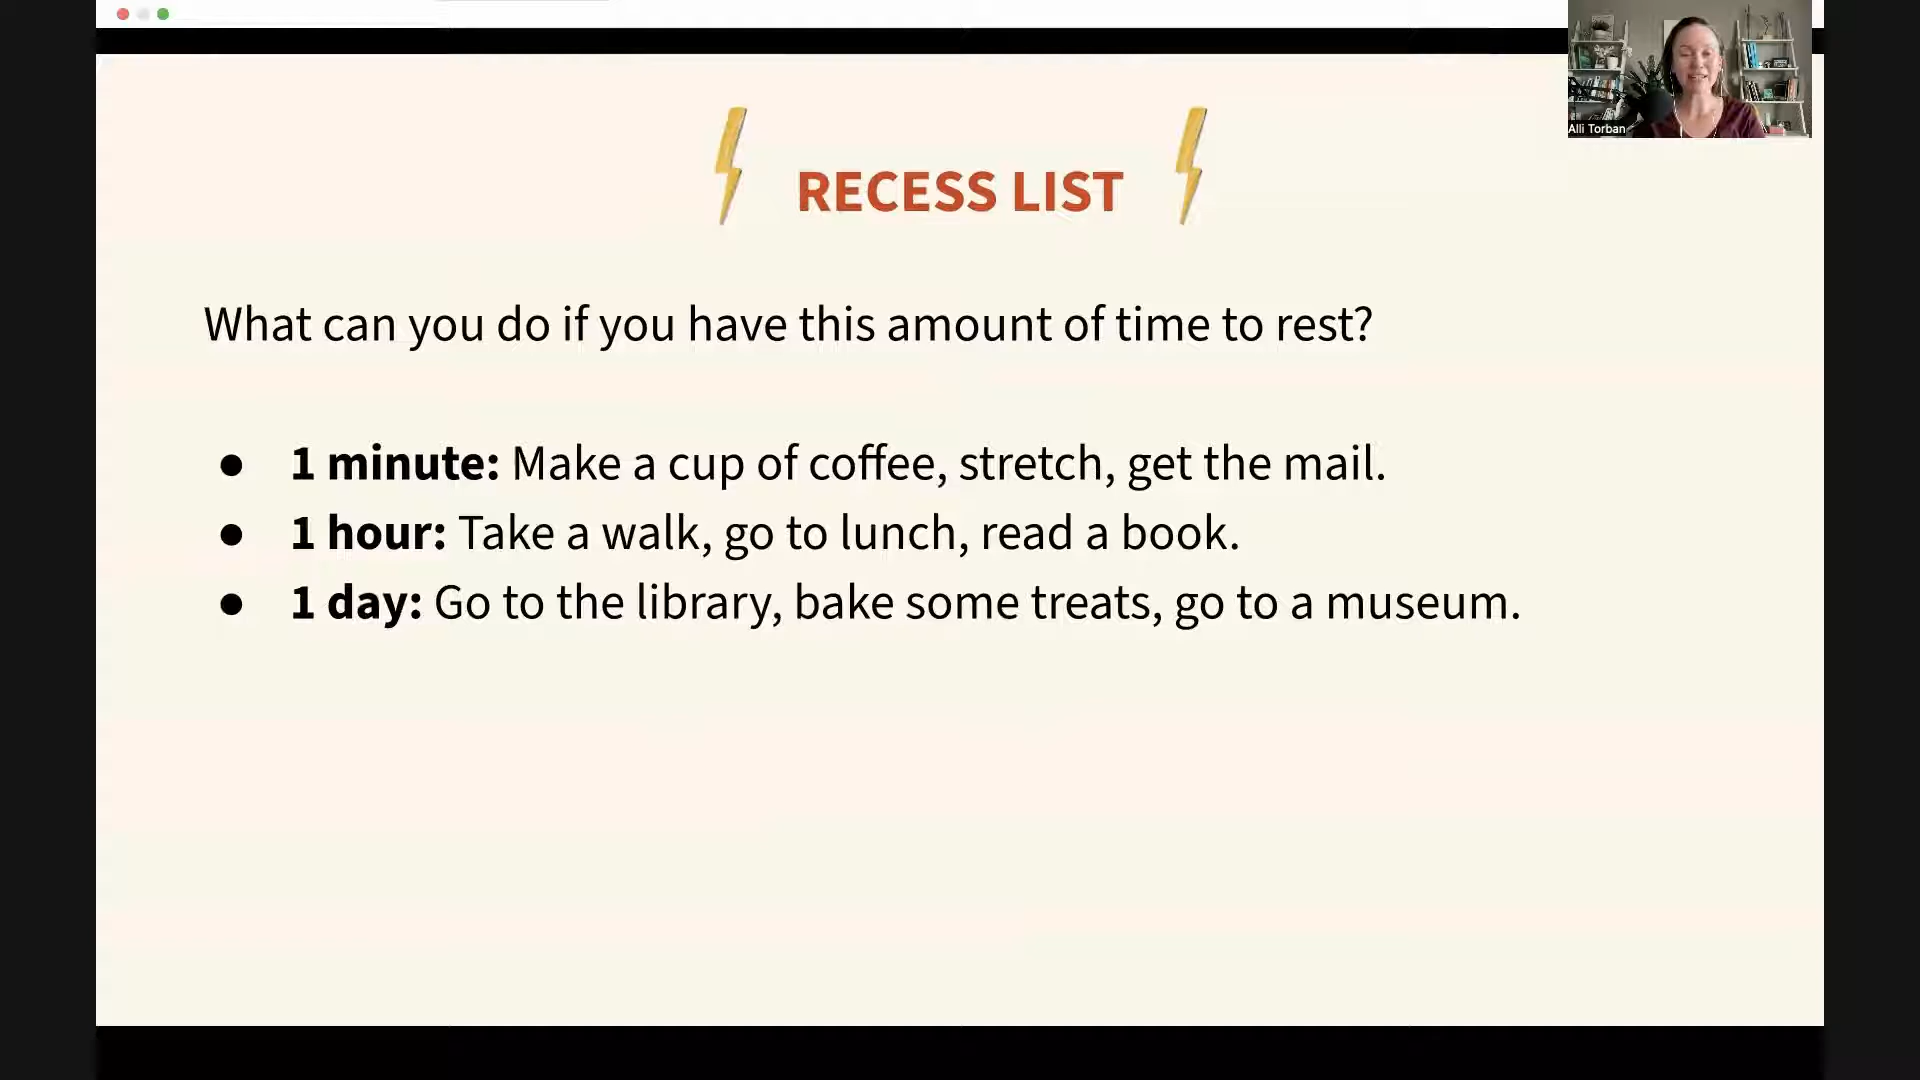 Alli Torban
RECESS LIST
What can you do if you have this amount of time to rest?
● 1 minute: Make a cup of coffee, stretch, get the mail.
● 1 hour: Take a walk, go to lunch, read a book.
● 1 day: Go to the library, bake some treats, go to a museum.